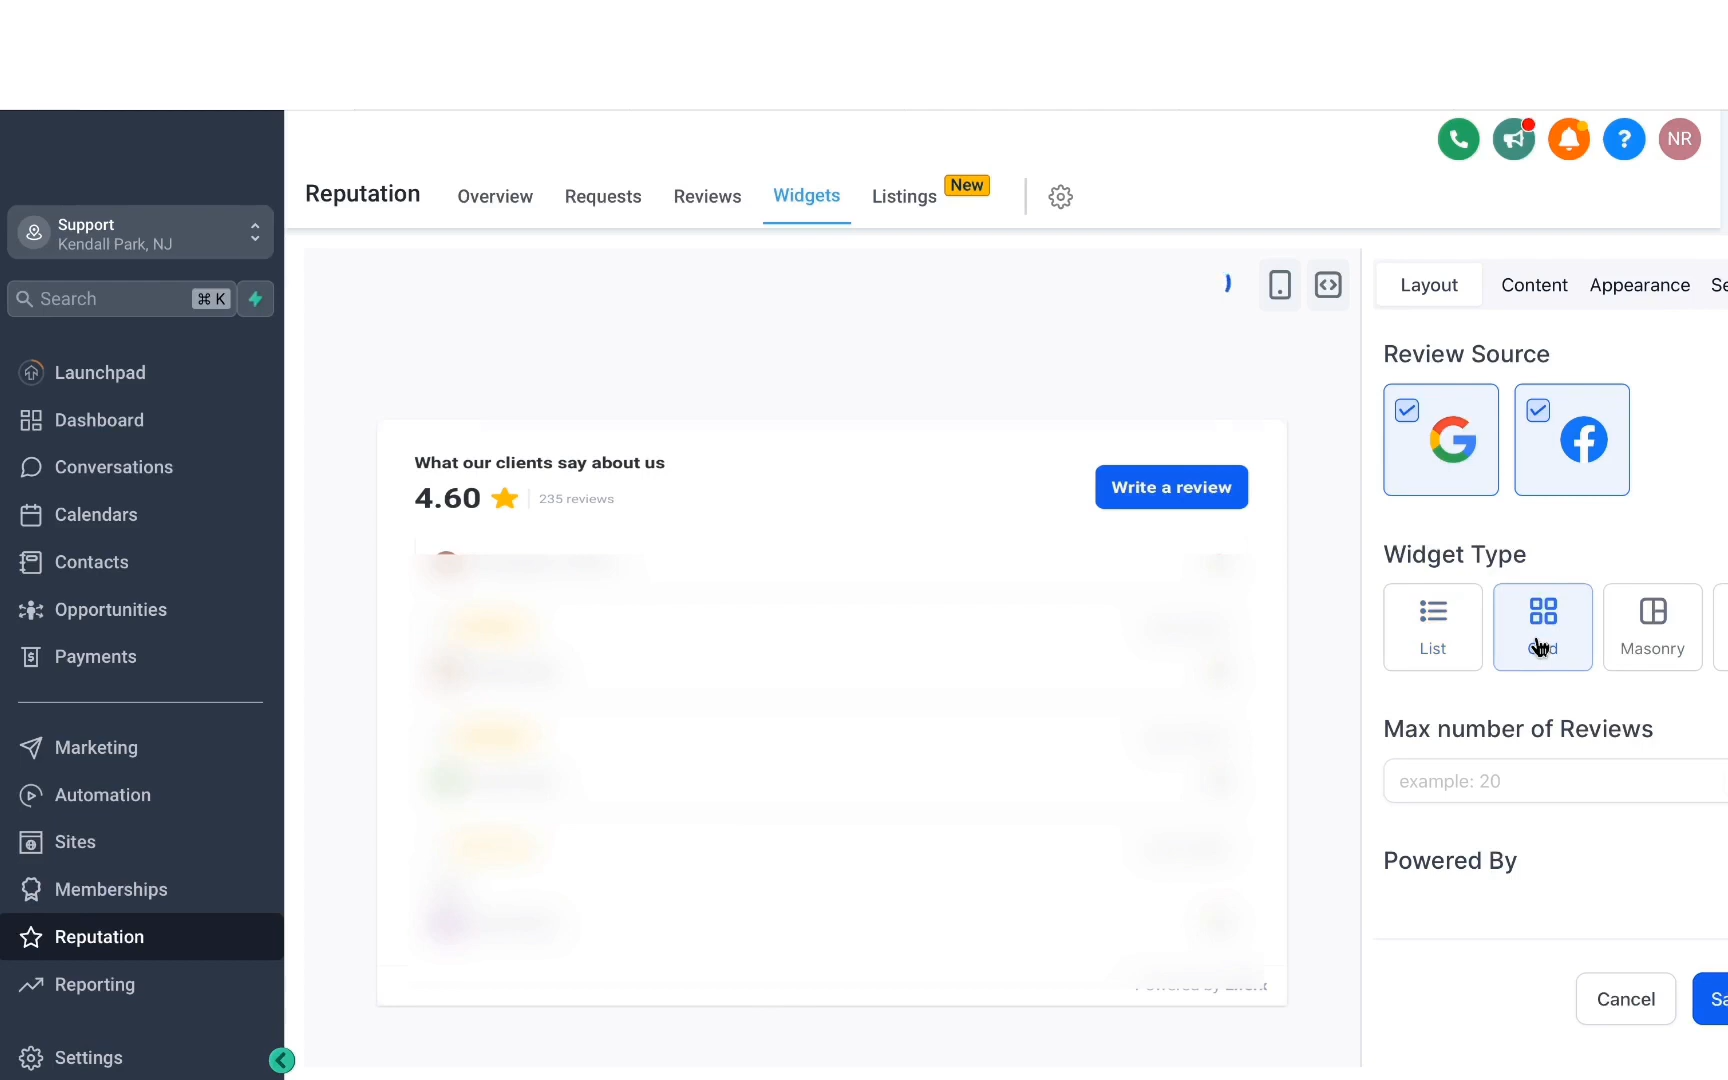 NR
Reputation
Overview
Requests
Reviews
Widgets
Listings
New
Support
Kendall Park, NJ
Search
⌘ K
Launchpad
Dashboard
Conversations
Calendars
Contacts
Opportunities
Payments
Marketing
Automation
Sites
Memberships
Reputation
Reporting
Settings
What our clients say about us
4.60
235 reviews
Write a review
Layout
Content
Appearance
Review Source
Widget Type
List
Masonry
Max number of Reviews
example: 20
Powered By
Cancel